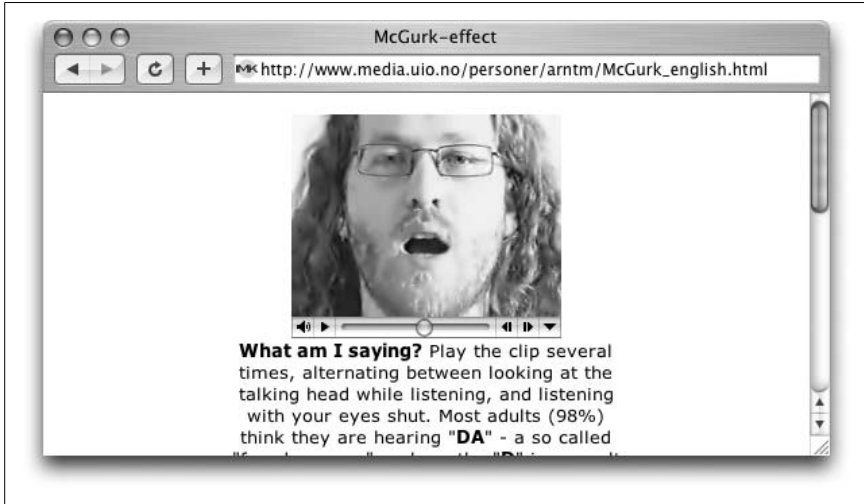 McGurk-effect
http://www.media.uio.no/personer/arntm/McGurk_english.html
What am I saying? Play the clip several
times, alternating between looking at the
talking head while listening, and listening
with your eyes shut. Most adults (98%)
think they are hearing "DA" - a so called